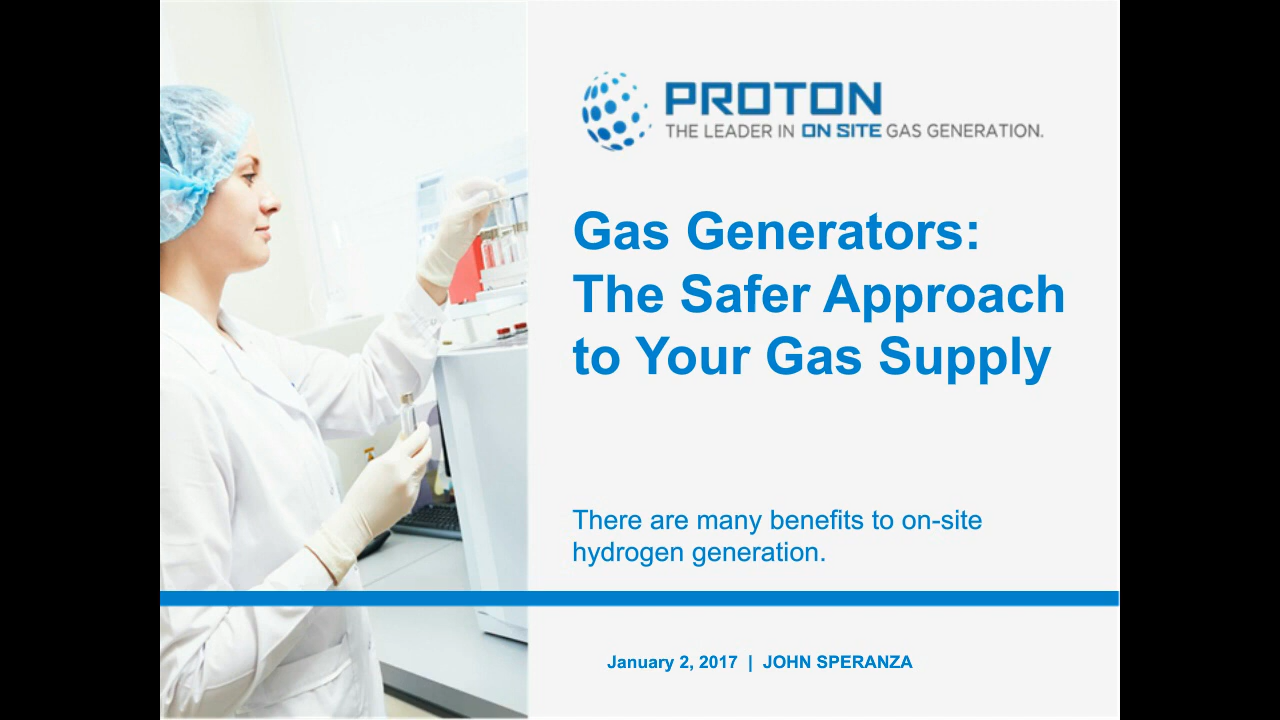 PROTON
THE LEADER IN ON SITE GAS GENERATION.
Gas Generators:
The Safer Approach
to Your Gas Supply
There are many benefits to on-site
hydrogen generation.
January 2, 2017 | JOHN SPERANZA